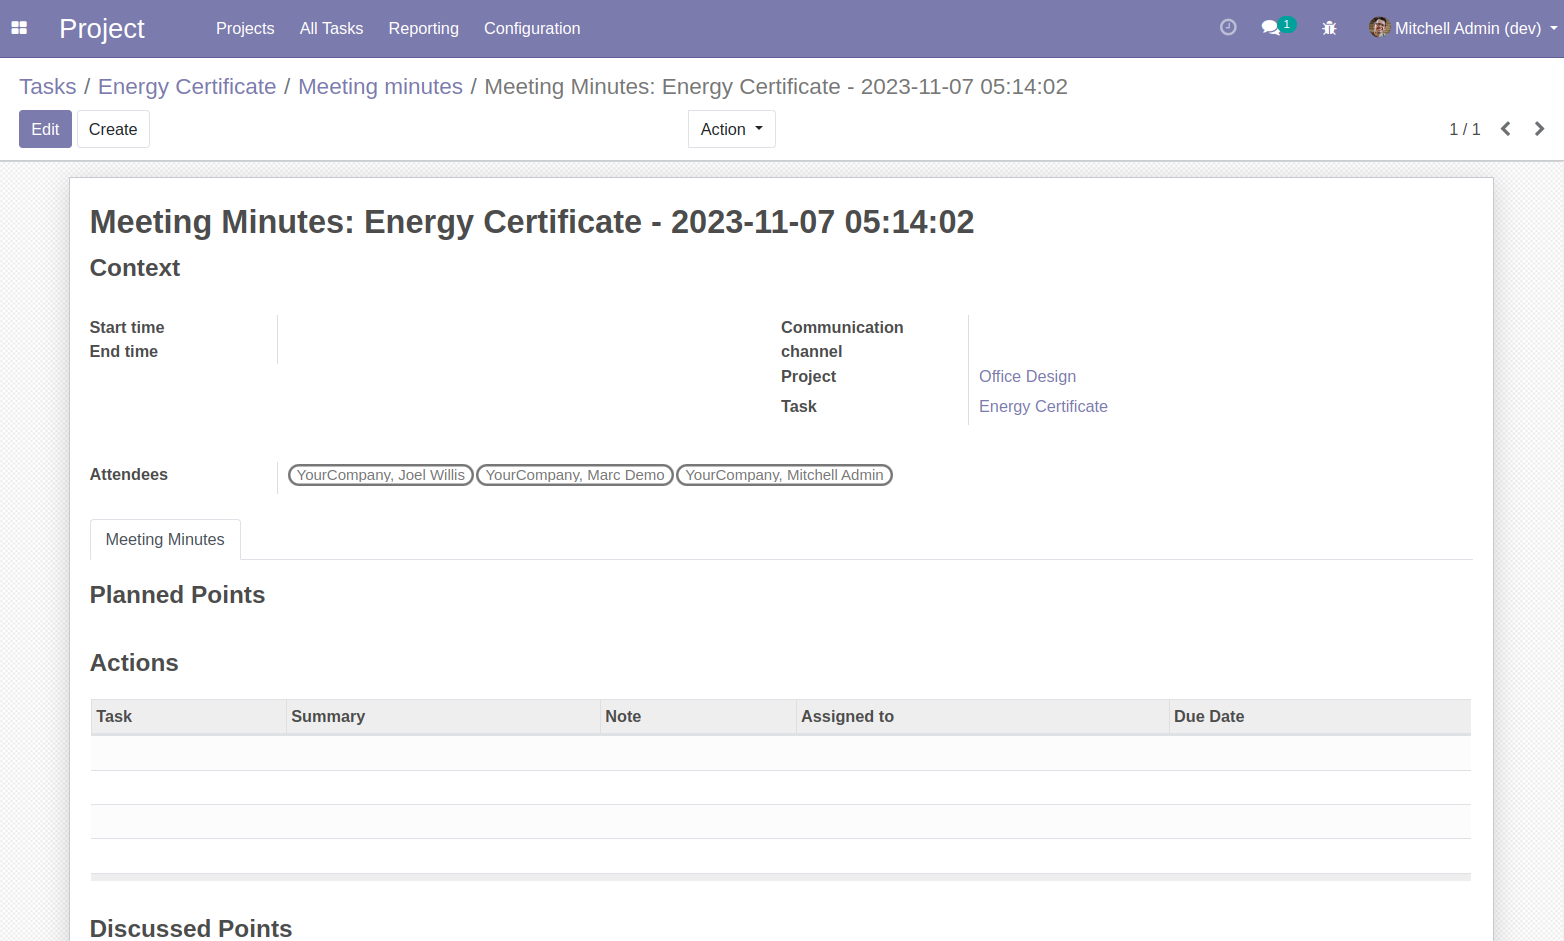 Project Projects All Tasks Reporting Configuration 1 Mitchell Admin (dev)
Tasks / Energy Certificate / Meeting minutes / Meeting Minutes: Energy Certificate - 2023-11-07 05:14:02
Edit Create Action 1 / 1
Meeting Minutes: Energy Certificate - 2023-11-07 05:14:02
Context
Start time
End time
Communication
channel
Project Office Design
Task Energy Certificate
Attendees YourCompany, Joel Willis YourCompany, Marc Demo YourCompany, Mitchell Admin
Meeting Minutes
Planned Points
Actions
Task Summary Note Assigned to Due Date
Discussed Points